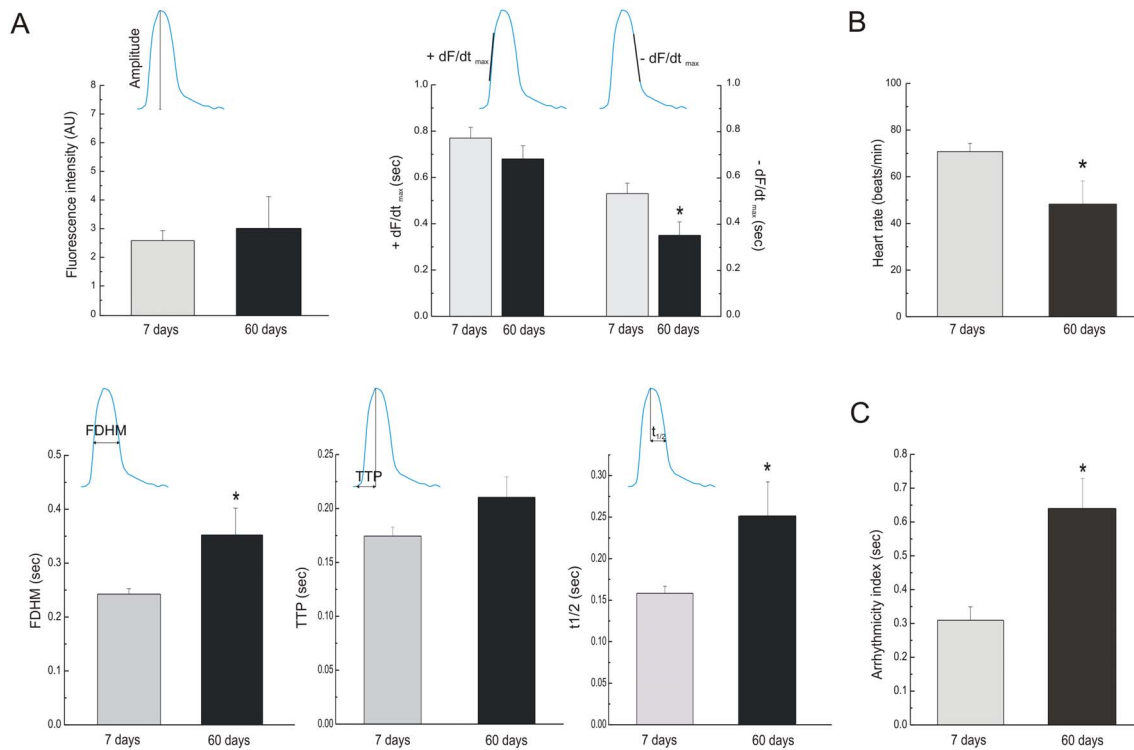 A
Amplitude
Fluorescence intensity (AU)
8
7
6
5
4
3
2
1
0
7 days
60 days
+ dF/dt max
- dF/dt max
+ dF/dt max (sec)
1.0
0.8
0.6
0.4
0.2
0.0
*
7 days
60 days
7 days
60 days
1.0
0.8
0.6
0.4
0.2
0.0
- dF/dt max (sec)
B
Heart rate (beats/min)
100
80
60
40
20
0
*
7 days
60 days
FDHM
FDHM (sec)
0.5
0.4
0.3
0.2
0.1
0.0
*
7 days
60 days
TTP
TTP (sec)
0.25
0.20
0.15
0.10
0.05
0.00
7 days
60 days
t1/2
t1/2 (sec)
0.30
0.25
0.20
0.15
0.10
0.05
0.00
*
7 days
60 days
C
Arrhythmicity index (sec)
0.8
0.7
0.6
0.5
0.4
0.3
0.2
0.1
0.0
*
7 days
60 days